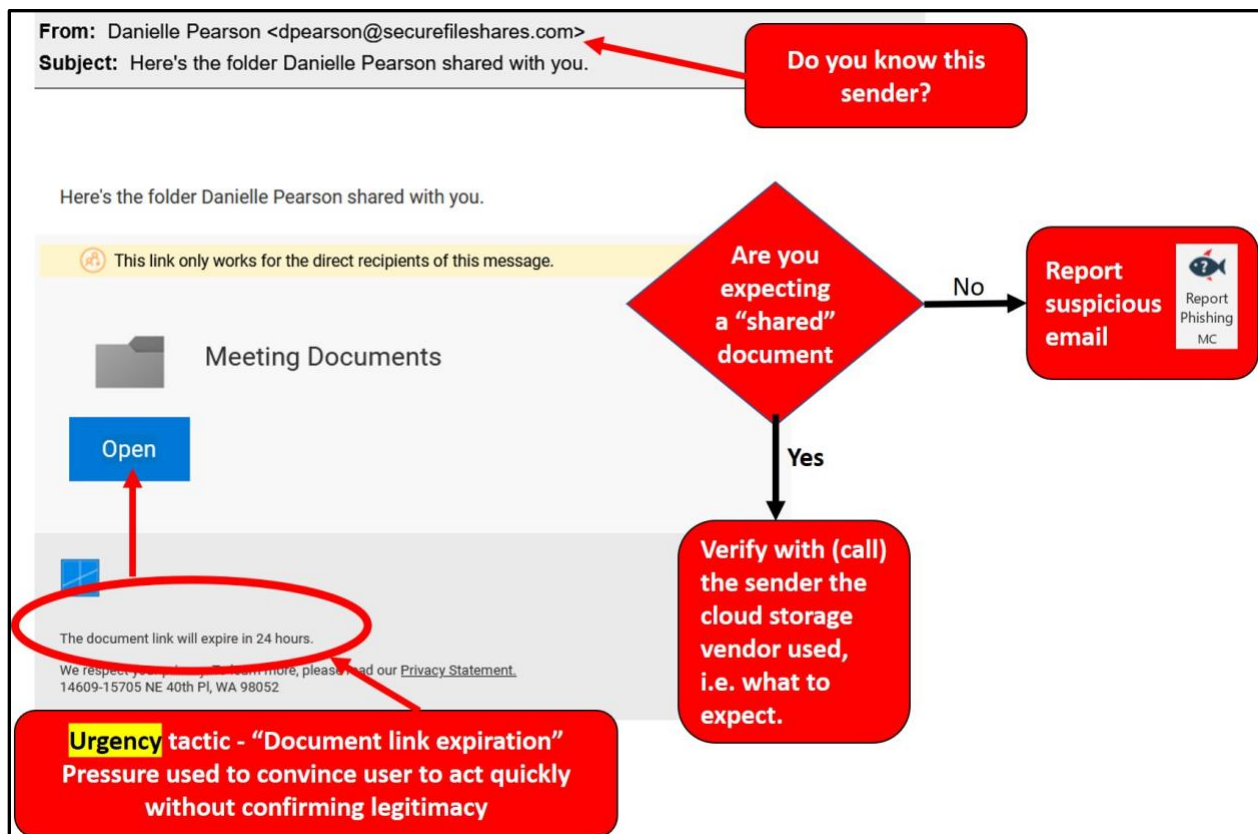 From: Danielle Pearson <dpearson@securefileshares.com>
Subject: Here's the folder Danielle Pearson shared with you.
Do you know this
sender?
Here's the folder Danielle Pearson shared with you.
This link only works for the direct recipients of this message.
Meeting Documents
Open
Are you
expecting
a “shared”
document
No
Report
suspicious
email
?
Report
Phishing
MC
Yes
Verify with (call)
the sender the
cloud storage
vendor used,
i.e. what to
expect.
The document link will expire in 24 hours.
We respect your privacy. To learn more, please read our Privacy Statement.
14609-15705 NE 40th Pl, WA 98052
Urgency tactic - “Document link expiration”
Pressure used to convince user to act quickly
without confirming legitimacy